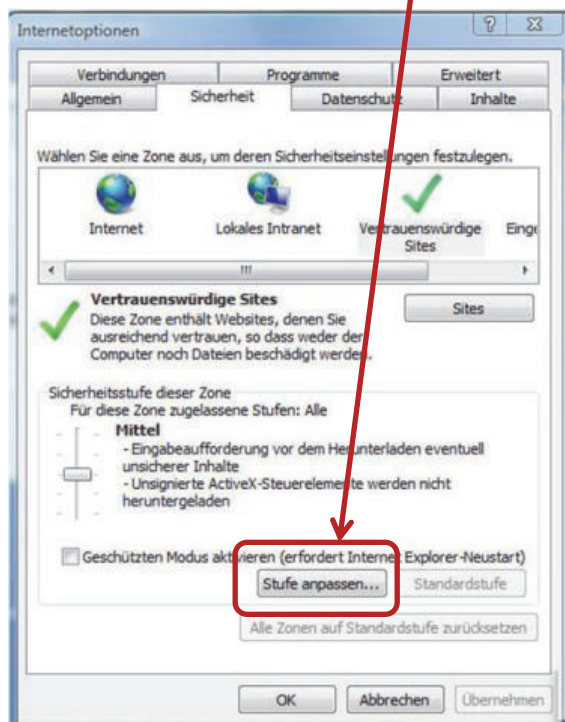 Internetoptionen
Verbindungen Programme Erweitert
Allgemein Sicherheit Datenschutz Inhalte
Wählen Sie eine Zone aus, um deren Sicherheitseinstellungen festzulegen.
Internet Lokales Intranet Vertrauenswürdige Einge
Sites
Vertrauenswürdige Sites
Sites
Diese Zone enthält Websites, denen Sie
ausreichend vertrauen, so dass weder der
Computer noch Dateien beschädigt werden.
Sicherheitsstufe dieser Zone
Für diese Zone zugelassene Stufen: Alle
Mittel
- Eingabeaufforderung vor dem Herunterladen eventuell
unsicherer Inhalte
- Unsignierte ActiveX-Steuerelemente werden nicht
heruntergeladen
Geschützten Modus aktivieren (erfordert Internet Explorer-Neustart)
Stufe anpassen... Standardstufe
Alle Zonen auf Standardstufe zurücksetzen
OK Abbrechen Übernehmen